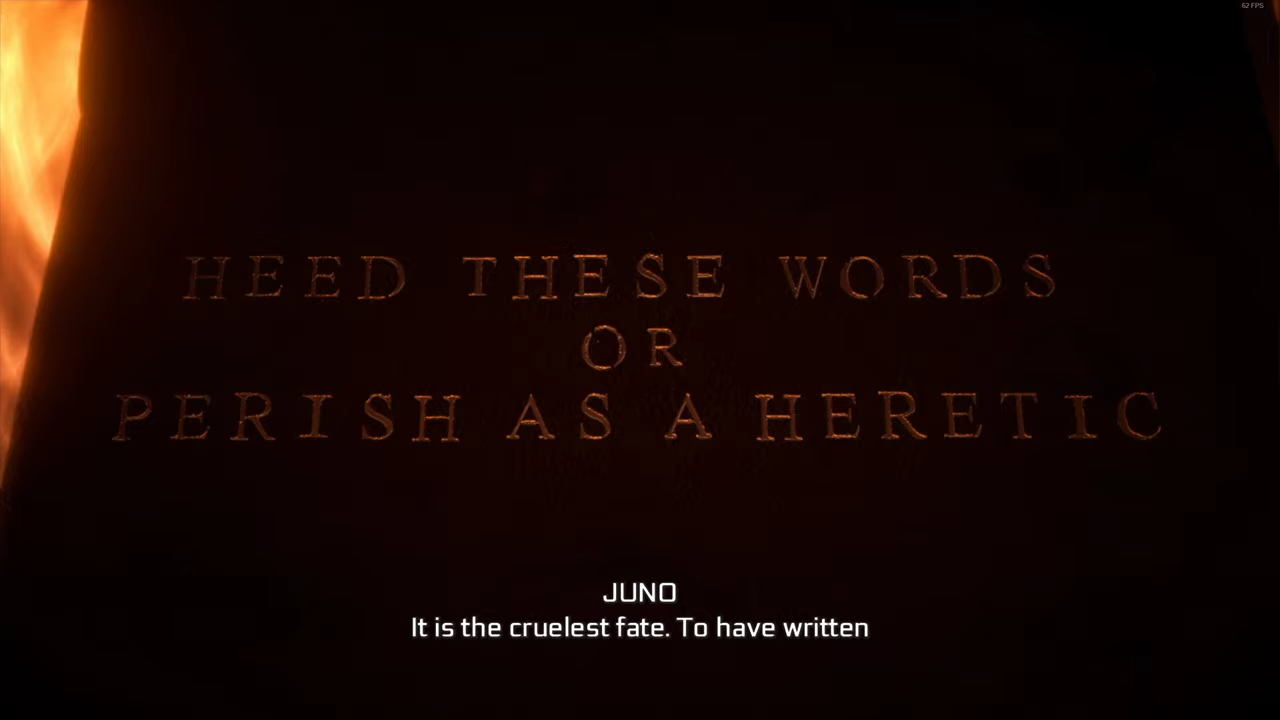 62 FPS
HEED THESE WORDS
OR
PERISH AS A HERETIC
JUNO
It is the cruelest fate. To have written